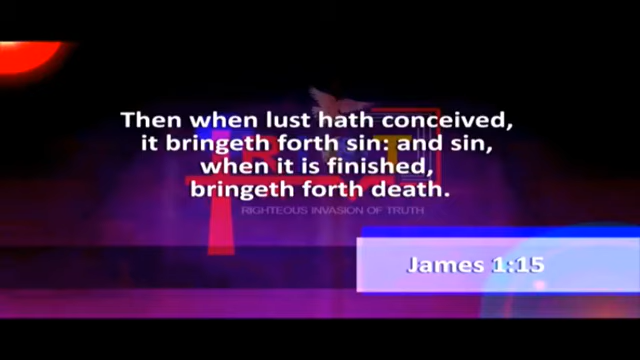 Then when lust hath conceived,
it bringeth forth sin: and sin,
when it is finished,
bringeth forth death.
RIGHTEOUS INVASION OF TRUTH
James 1:15